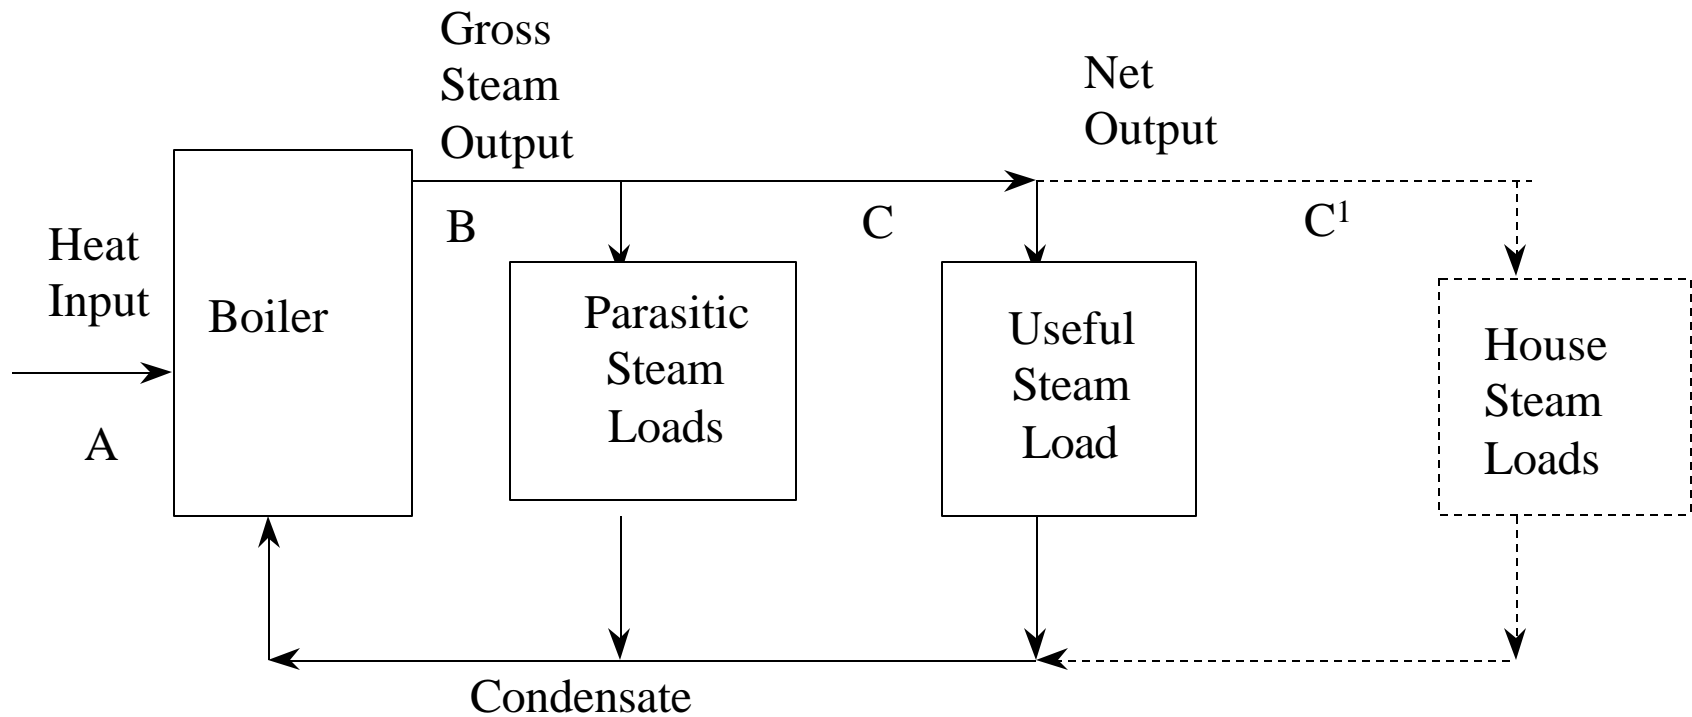 Gross
Steam
Output
Net
Output
B
C
C¹
Heat
Input
Boiler
A
Parasitic
Steam
Loads
Useful
Steam
Load
House
Steam
Loads
Condensate